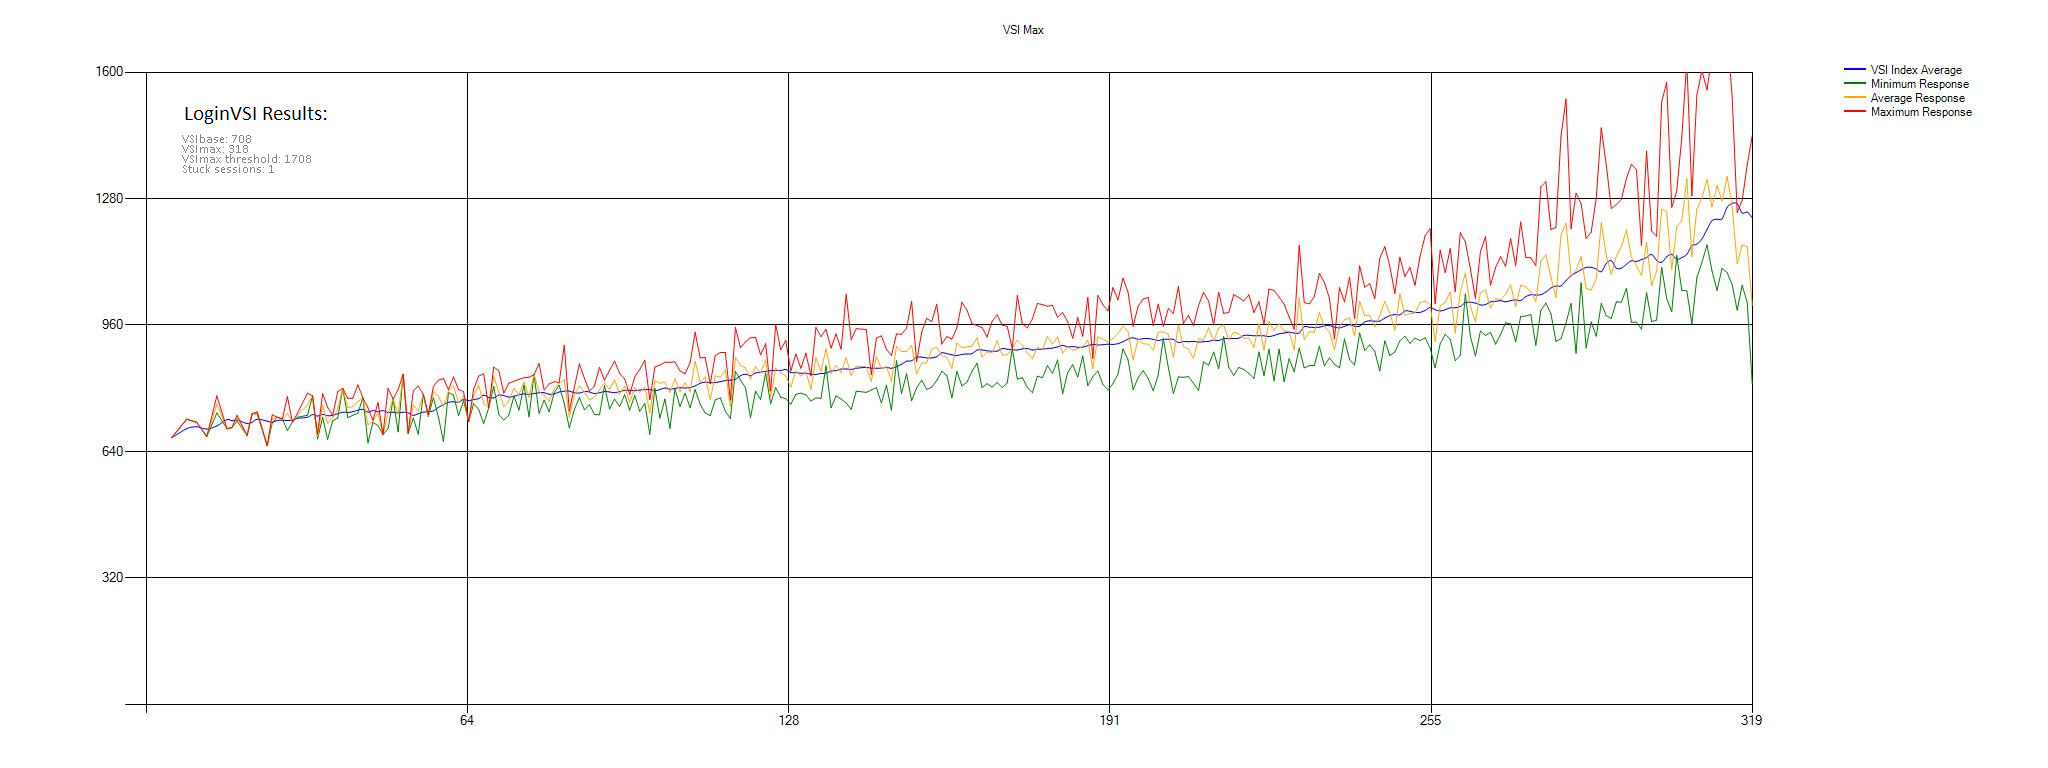 VSI Max
1600
1280
960
640
320
64
128
191
255
319
LoginVSI Results:
VSIbase: 708
VSImax: 318
VSImax threshold: 1708
Stuck sessions: 1
VSI Index Average
Minimum Response
Average Response
Maximum Response